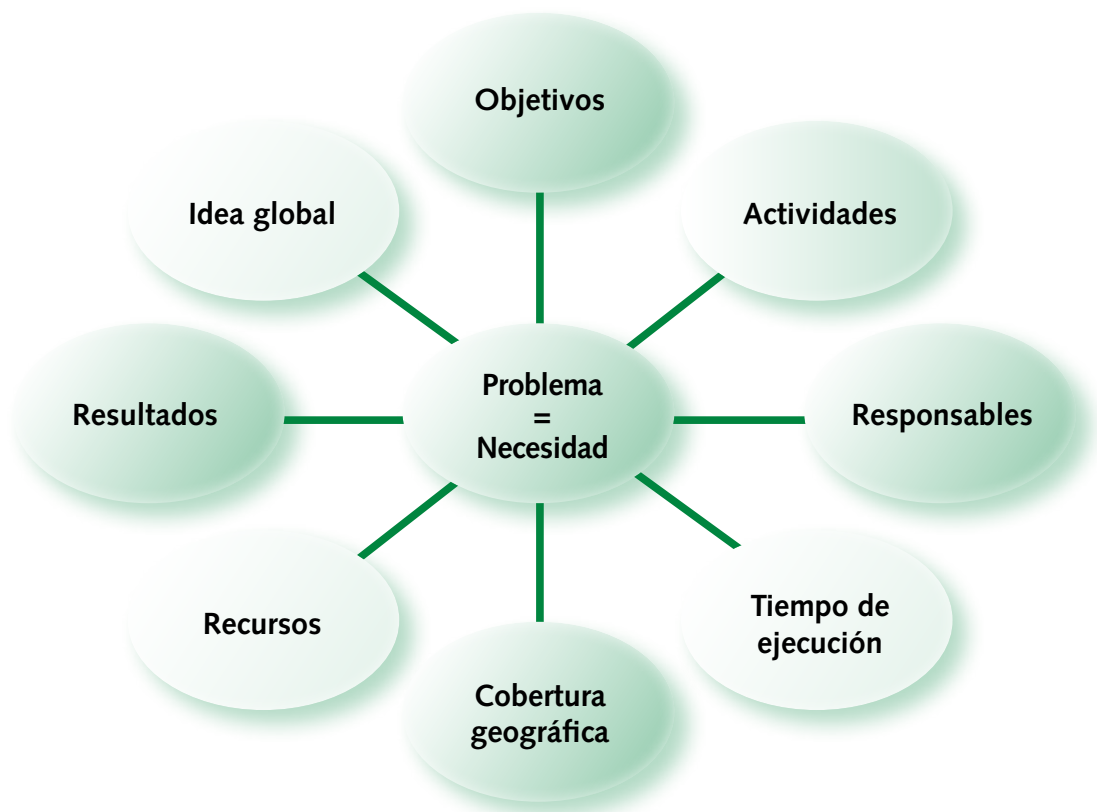 Objetivos
Idea global
Actividades
Problema
=
Necesidad
Resultados
Responsables
Recursos
Tiempo de
ejecución
Cobertura
geográfica